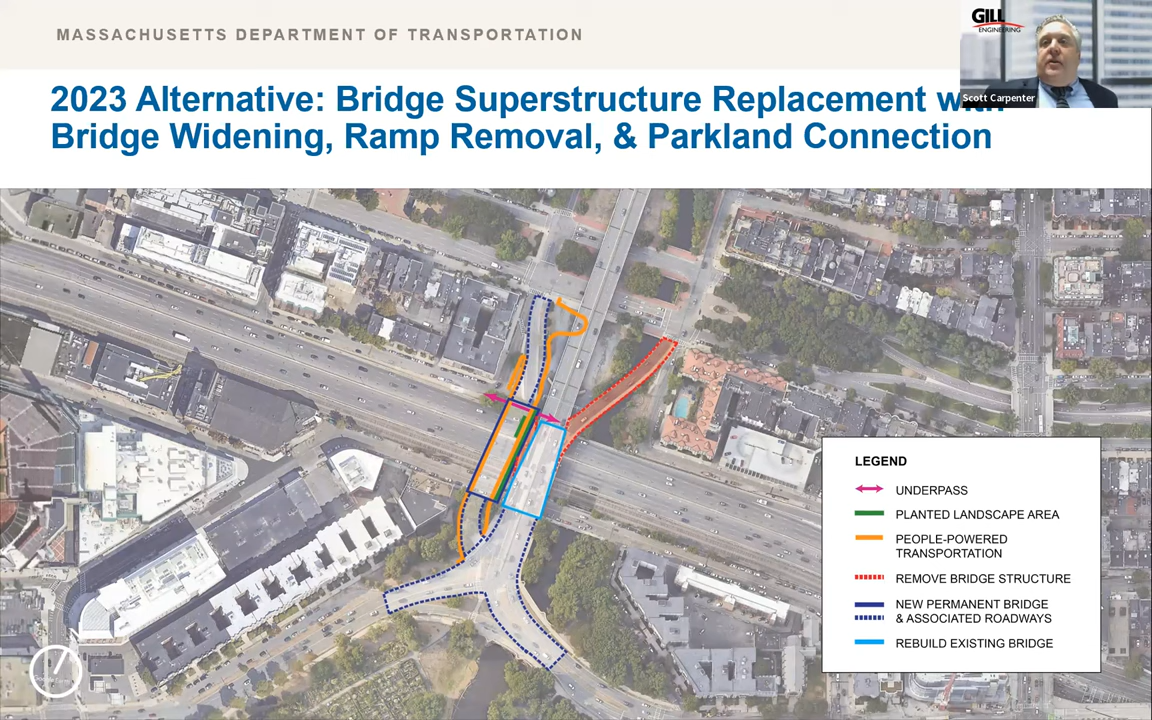 MASSACHUSETTS DEPARTMENT OF TRANSPORTATION
GILL
ENGINEERING
Scott Carpenter
2023 Alternative: Bridge Superstructure Replacement with
Bridge Widening, Ramp Removal, & Parkland Connection
LEGEND
UNDERPASS
PLANTED LANDSCAPE AREA
PEOPLE-POWERED
TRANSPORTATION
REMOVE BRIDGE STRUCTURE
NEW PERMANENT BRIDGE
& ASSOCIATED ROADWAYS
REBUILD EXISTING BRIDGE